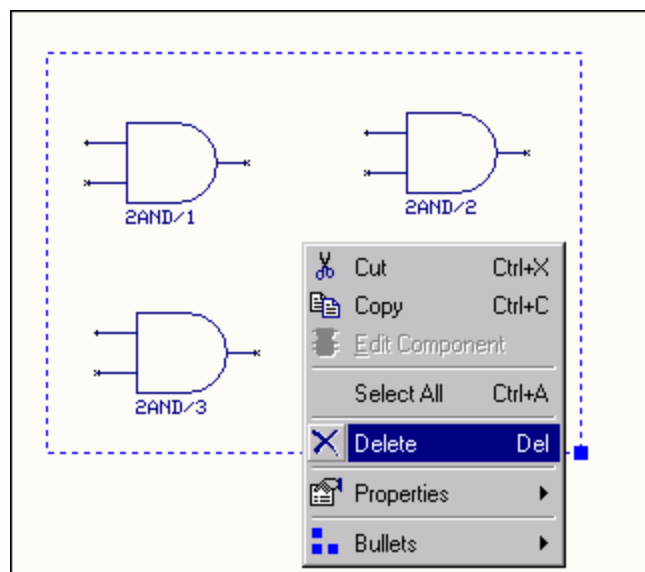 2AND/1
2AND/2
2AND/3
Cut Ctrl+X
Copy Ctrl+C
Edit Component
Select All Ctrl+A
Delete Del
Properties
Bullets